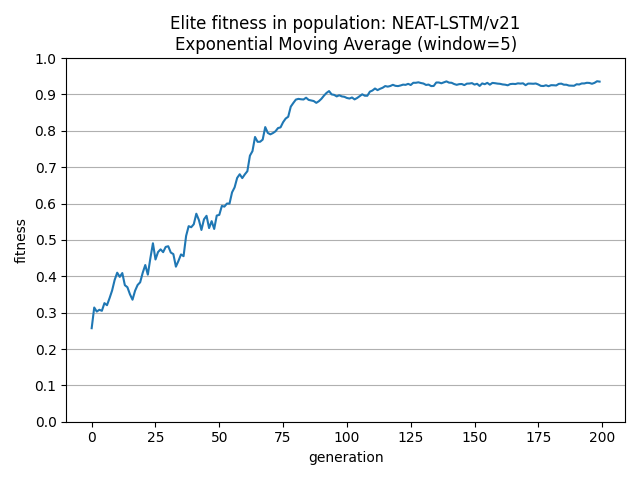 Elite fitness in population: NEAT-LSTM/v21
Exponential Moving Average (window=5)
1.0
0.9
0.8
0.7
0.6
0.5
0.4
0.3
0.2
0.1
0.0
fitness
0 25 50 75 100 125 150 175 200
generation